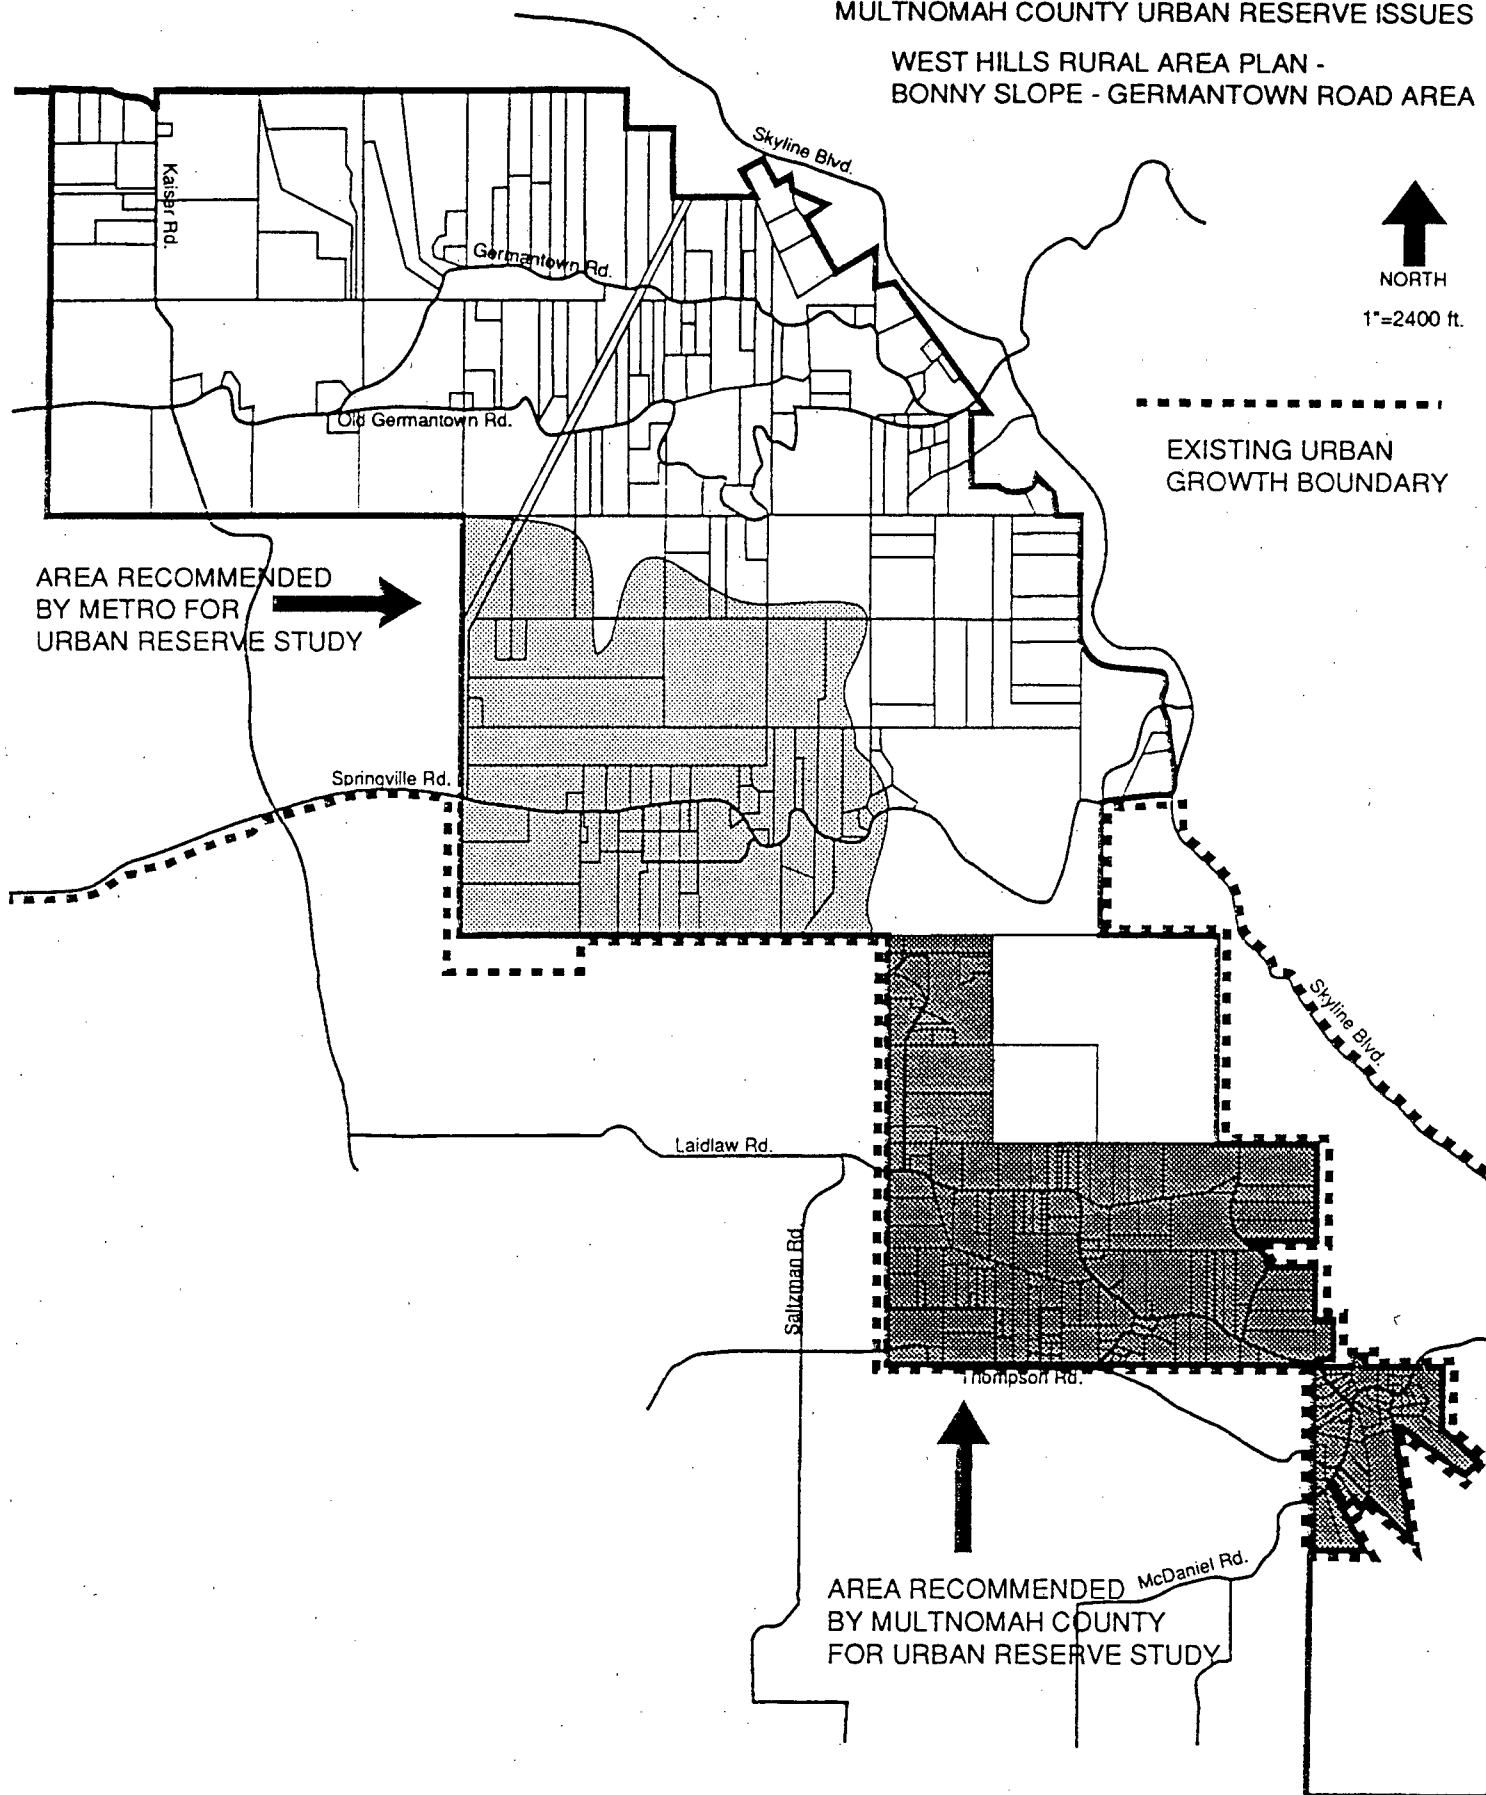 MULTNOMAH COUNTY URBAN RESERVE ISSUES
WEST HILLS RURAL AREA PLAN -
BONNY SLOPE - GERMANTOWN ROAD AREA
Skyline Blvd.
Kaiser Rd.
Germantown Rd.
NORTH
1"=2400 ft.
Old Germantown Rd.
EXISTING URBAN
GROWTH BOUNDARY
AREA RECOMMENDED
BY METRO FOR
URBAN RESERVE STUDY
Springville Rd.
Skyline Blvd.
Laidlaw Rd.
Saltzman Rd.
Thompson Rd.
McDaniel Rd.
AREA RECOMMENDED
BY MULTNOMAH COUNTY
FOR URBAN RESERVE STUDY